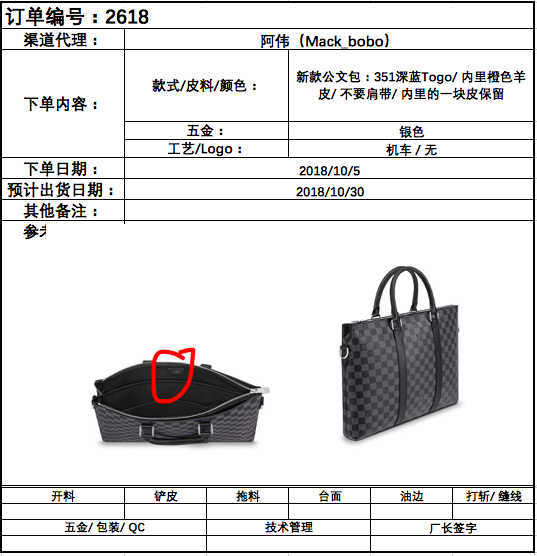 订单编号：2618
渠道代理：
阿伟（Mack_bobo）
下单内容：
款式/皮料/颜色：
新款公文包：351深蓝Togo/ 内里橙色羊
皮/ 不要肩带/ 内里的一块皮保留
五金：
银色
工艺/Logo：
机车 / 无
下单日期：
2018/10/5
预计出货日期：
2018/10/30
其他备注：
开料
铲皮
拖料
台面
油边
打斩/ 缝线
五金/ 包装/ QC
技术管理
厂长签字